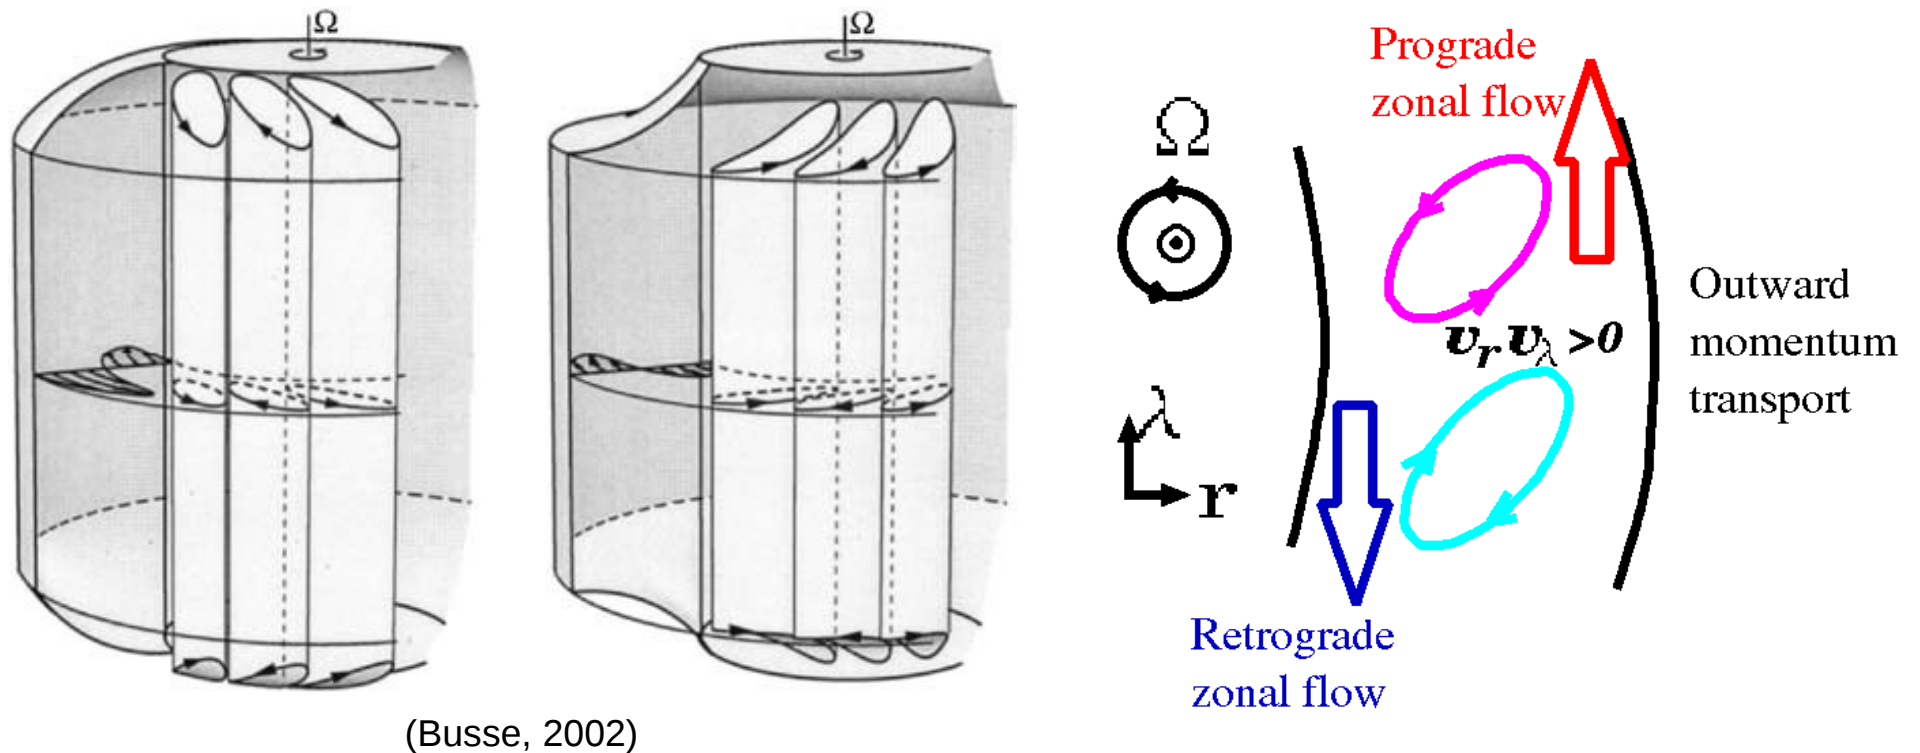 Ω
Ω
(Busse, 2002)
Prograde
zonal flow
Ω
v_r v_λ >0
λ
r
Outward
momentum
transport
Retrograde
zonal flow